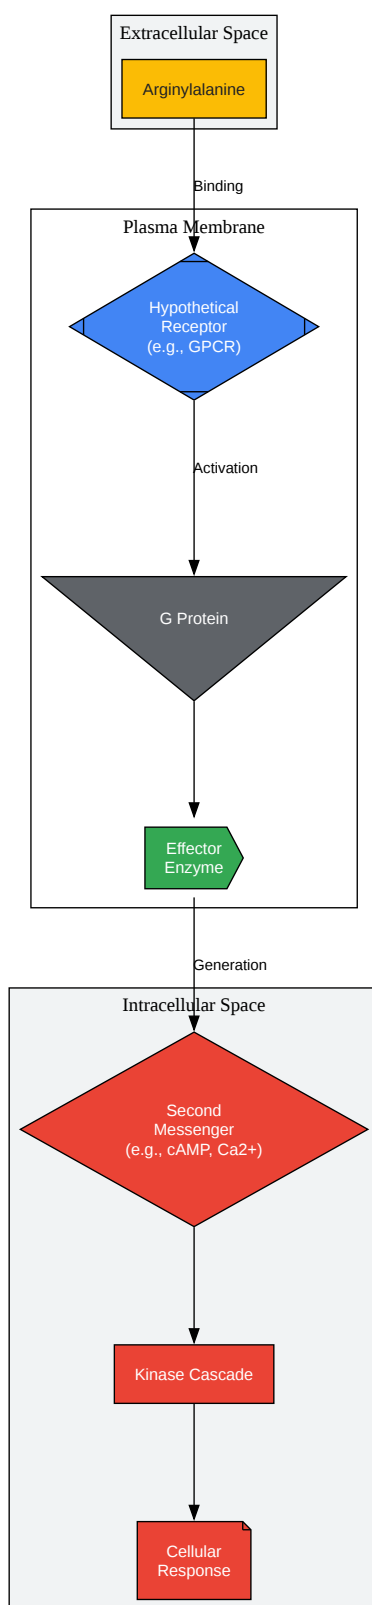 Extracellular Space
Arginylalanine
Binding
Plasma Membrane
Hypothetical
Receptor
(e.g., GPCR)
Activation
G Protein
Effector
Enzyme
Generation
Intracellular Space
Second
Messenger
(e.g., cAMP, Ca2+)
Kinase Cascade
Cellular
Response